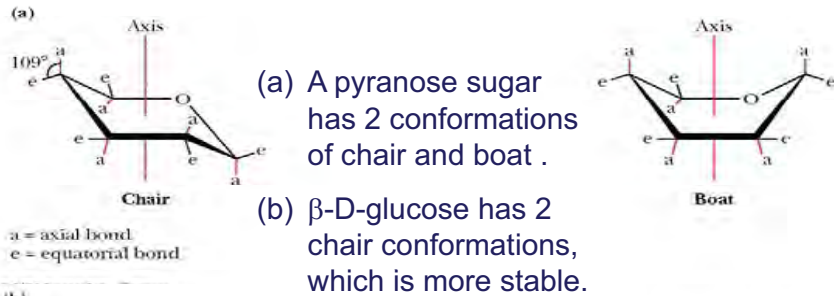 (a)
Axis
a
109°
e
e
O
a
a
e
a
e
e
a
Chair
a = axial bond
e = equatorial bond
(a) A pyranose sugar
has 2 conformations
of chair and boat .
(b) β-D-glucose has 2
chair conformations,
which is more stable.
Axis
a
a
e
e
O
e
a
e
e
a
a
Boat